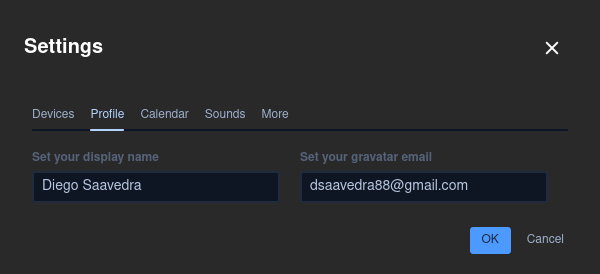 Settings
Devices Profile Calendar Sounds More
Set your display name Set your gravatar email
Diego Saavedra dsaavedra88@gmail.com
OK Cancel